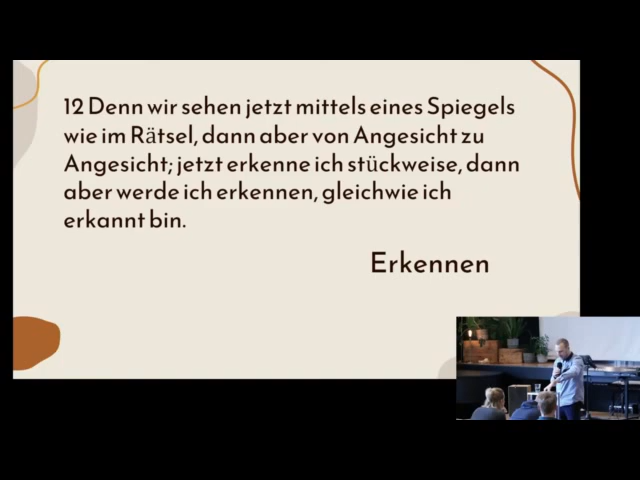 12 Denn wir sehen jetzt mittels eines Spiegels
wie im Rätsel, dann aber von Angesicht zu
Angesicht; jetzt erkenne ich stückweise, dann
aber werde ich erkennen, gleichwie ich
erkannt bin.
Erkennen